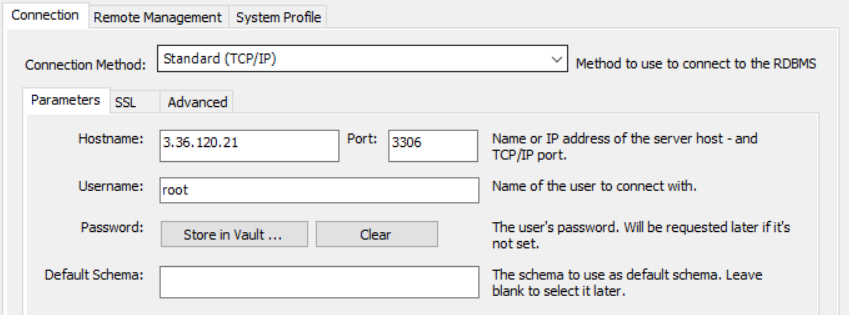 Connection Remote Management System Profile
Connection Method: Standard (TCP/IP) Method to use to connect to the RDBMS
Parameters SSL Advanced
Hostname: 3.36.120.21 Port: 3306 Name or IP address of the server host - and
TCP/IP port.
Username: root Name of the user to connect with.
Password: Store in Vault ... Clear The user's password. Will be requested later if it's
not set.
Default Schema: The schema to use as default schema. Leave
blank to select it later.